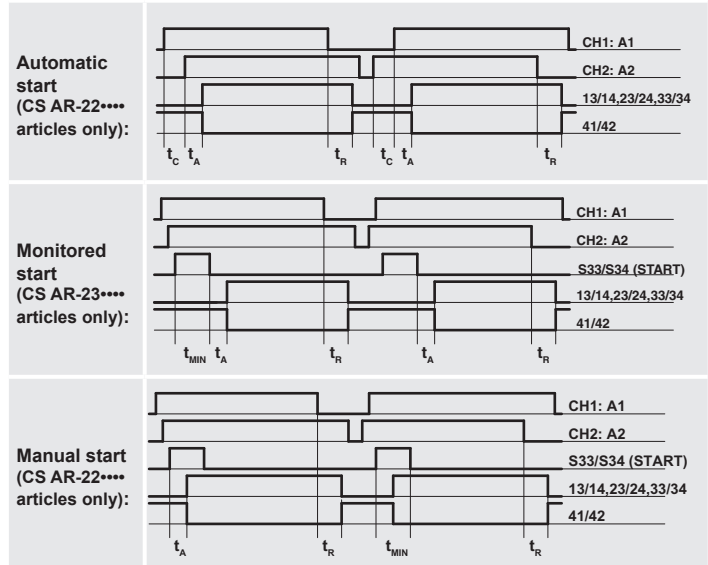 Automatic
start
(CS AR-22••••
articles only):
CH1: A1
CH2: A2
13/14,23/24,33/34
41/42
tC tA tR tC tA tR
Monitored
start
(CS AR-23••••
articles only):
CH1: A1
CH2: A2
S33/S34 (START)
13/14,23/24,33/34
41/42
tMIN tA tR tA tR
Manual start
(CS AR-22••••
articles only):
CH1: A1
CH2: A2
S33/S34 (START)
13/14,23/24,33/34
41/42
tA tR tMIN tR